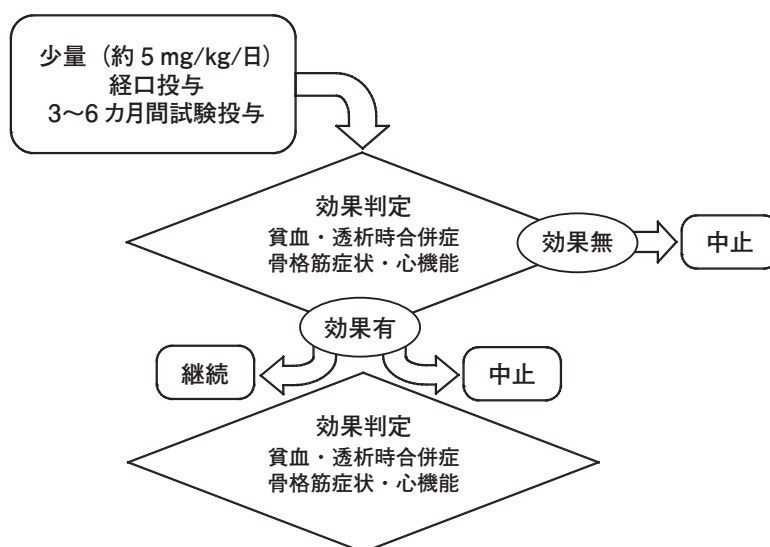 少量（約 5 mg/kg/日）
経口投与
3～6 カ月間試験投与
効果判定
貧血・透析時合併症
骨格筋症状・心機能
効果無
中止
効果有
継続
中止
効果判定
貧血・透析時合併症
骨格筋症状・心機能